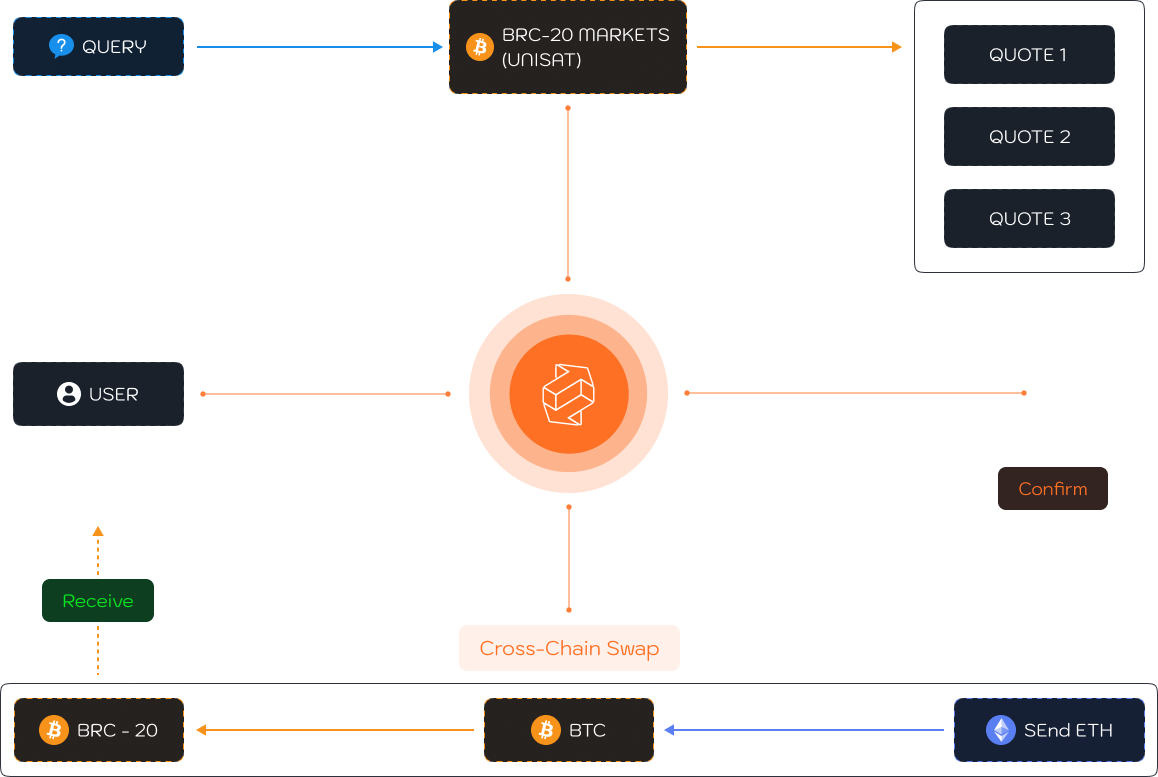 QUERY
BRC-20 MARKETS
(UNISAT)
QUOTE 1
QUOTE 2
QUOTE 3
USER
Confirm
Receive
Cross-Chain Swap
BRC - 20
BTC
SEnd ETH